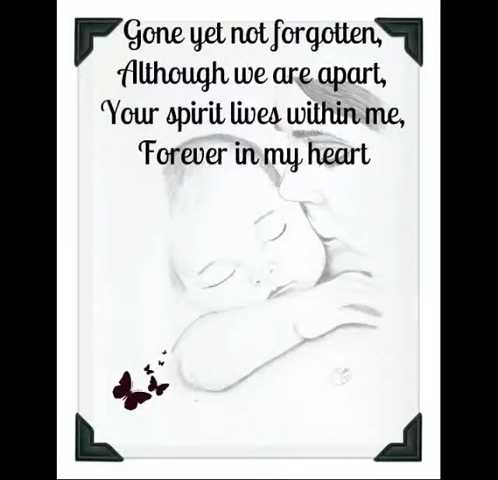 Gone yet not forgotten,
Although we are apart,
Your spirit lives within me,
Forever in my heart